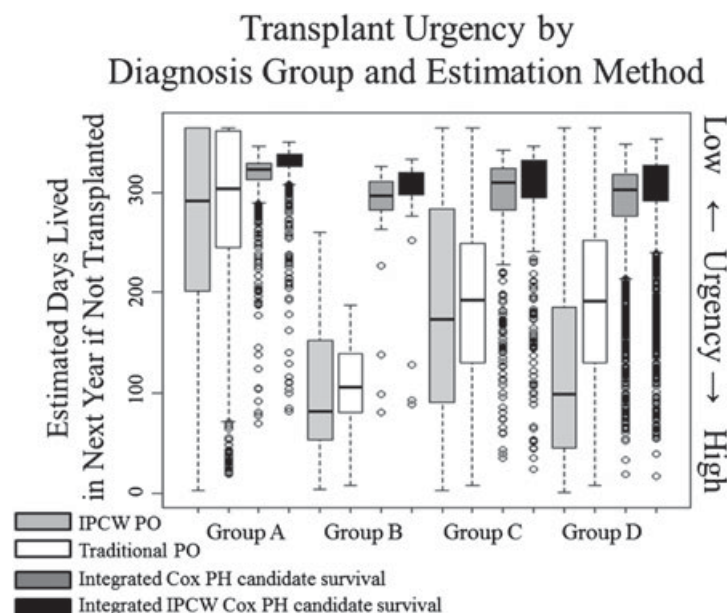 Transplant Urgency by
Diagnosis Group and Estimation Method
Estimated Days Lived
in Next Year if Not Transplanted
300
200
100
0
Low ← Urgency → High
Group A
Group B
Group C
Group D
IPCW PO
Traditional PO
Integrated Cox PH candidate survival
Integrated IPCW Cox PH candidate survival